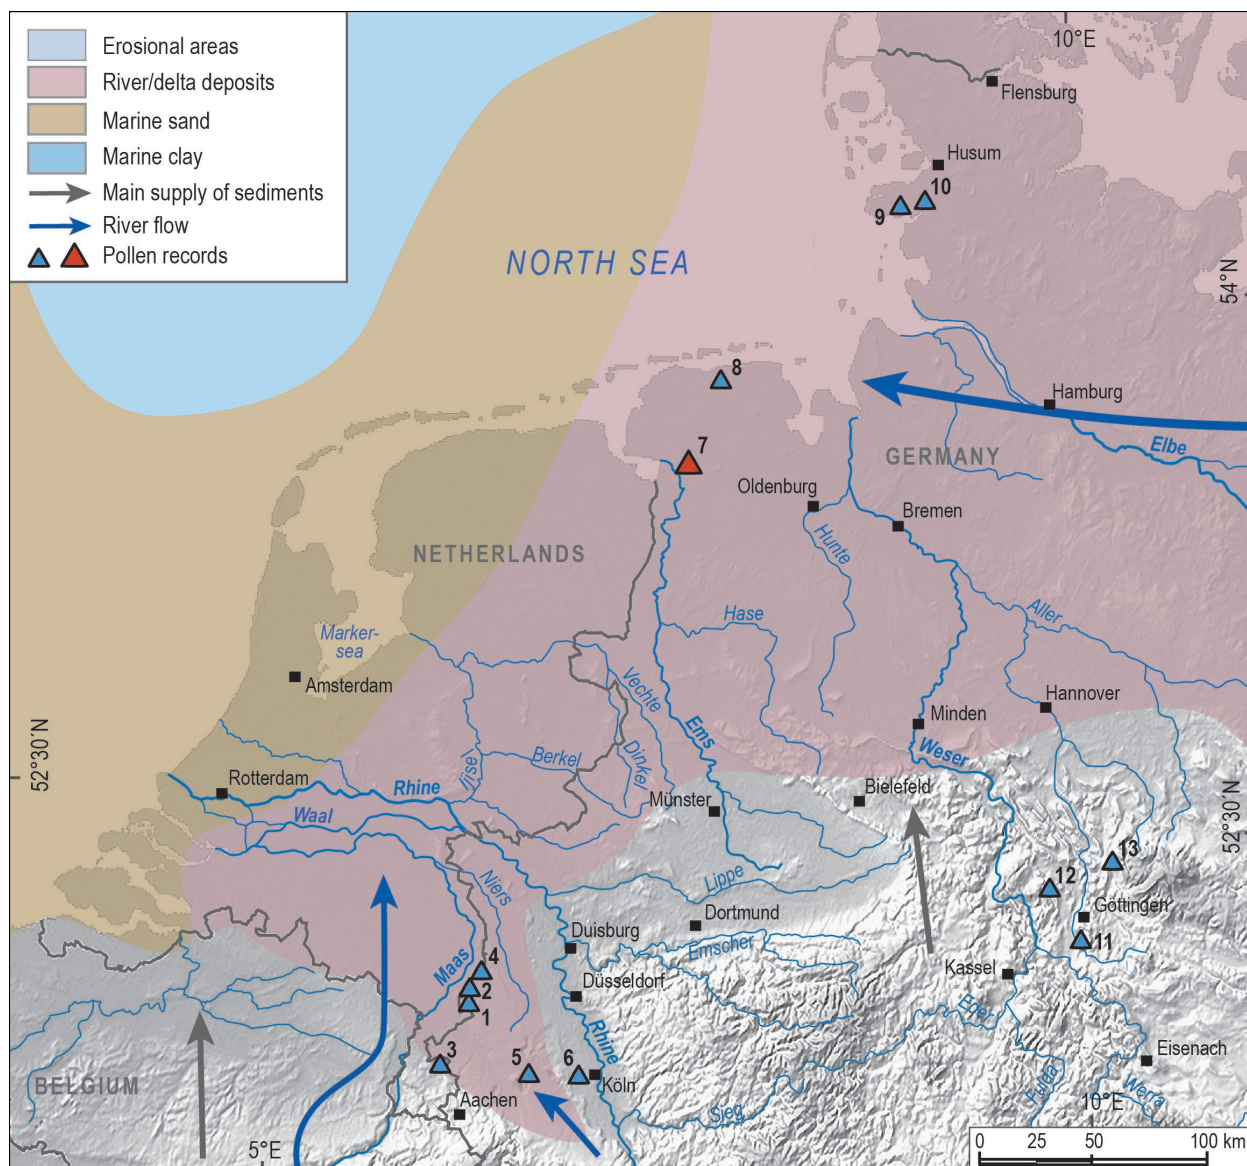 Erosional areas
River/delta deposits
Marine sand
Marine clay
Main supply of sediments
River flow
Pollen records
10°E
Flensburg
Husum
10
9
NORTH SEA
54°N
8
Hamburg
7
GERMANY
Elbe
Oldenburg
Bremen
Hunte
NETHERLANDS
Hase
Aller
Marker-
sea
Amsterdam
Vechte
Hannover
Minden
Ems
Weser
Dinkel
Berkel
Ijssel
52°30´N
Rotterdam
Rhine
Waal
Münster
Bielefeld
52°30´N
Niers
Lippe
13
12
Göttingen
11
Dortmund
Duisburg
Emscher
Maas
4
2
1
Düsseldorf
Kassel
Eder
Rhine
3
5
6
Köln
Eisenach
BELGIUM
Aachen
Sieg
Fulda
Werra
10°E
5°E
0 25 50 100 km